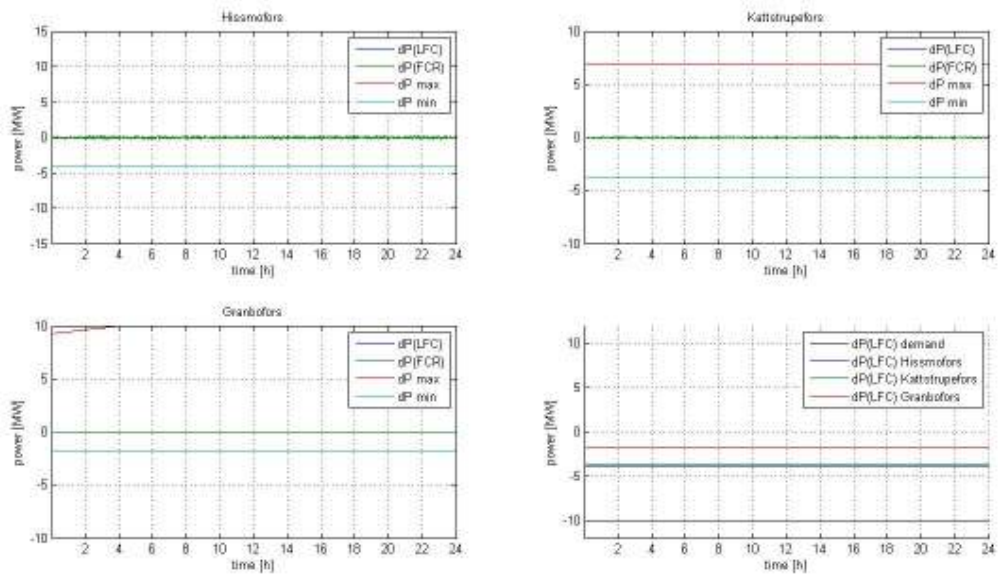 Hissmofors
15
10
5
0
-5
-10
15
power [MW]
2 4 6 8 10 12 14 16 18 20 22 24
time [h]
dP(LFC)
dP(FCR)
dP max
dP min
Kattstrupefors
10
5
0
-5
-10
power [MW]
2 4 6 8 10 12 14 16 18 20 22 24
time [h]
dP(LFC)
dP(FCR)
dP max
dP min
Granbofors
10
5
0
-5
-10
power [MW]
2 4 6 8 10 12 14 16 18 20 22 24
time [h]
dP(LFC)
dP(FCR)
dP max
dP min
10
5
0
-5
-10
power [MW]
2 4 6 8 10 12 14 16 18 20 22 24
time [h]
dP(LFC) demand
dP(LFC) Hissmofors
dP(LFC) Kattstrupefors
dP(LFC) Granbofors